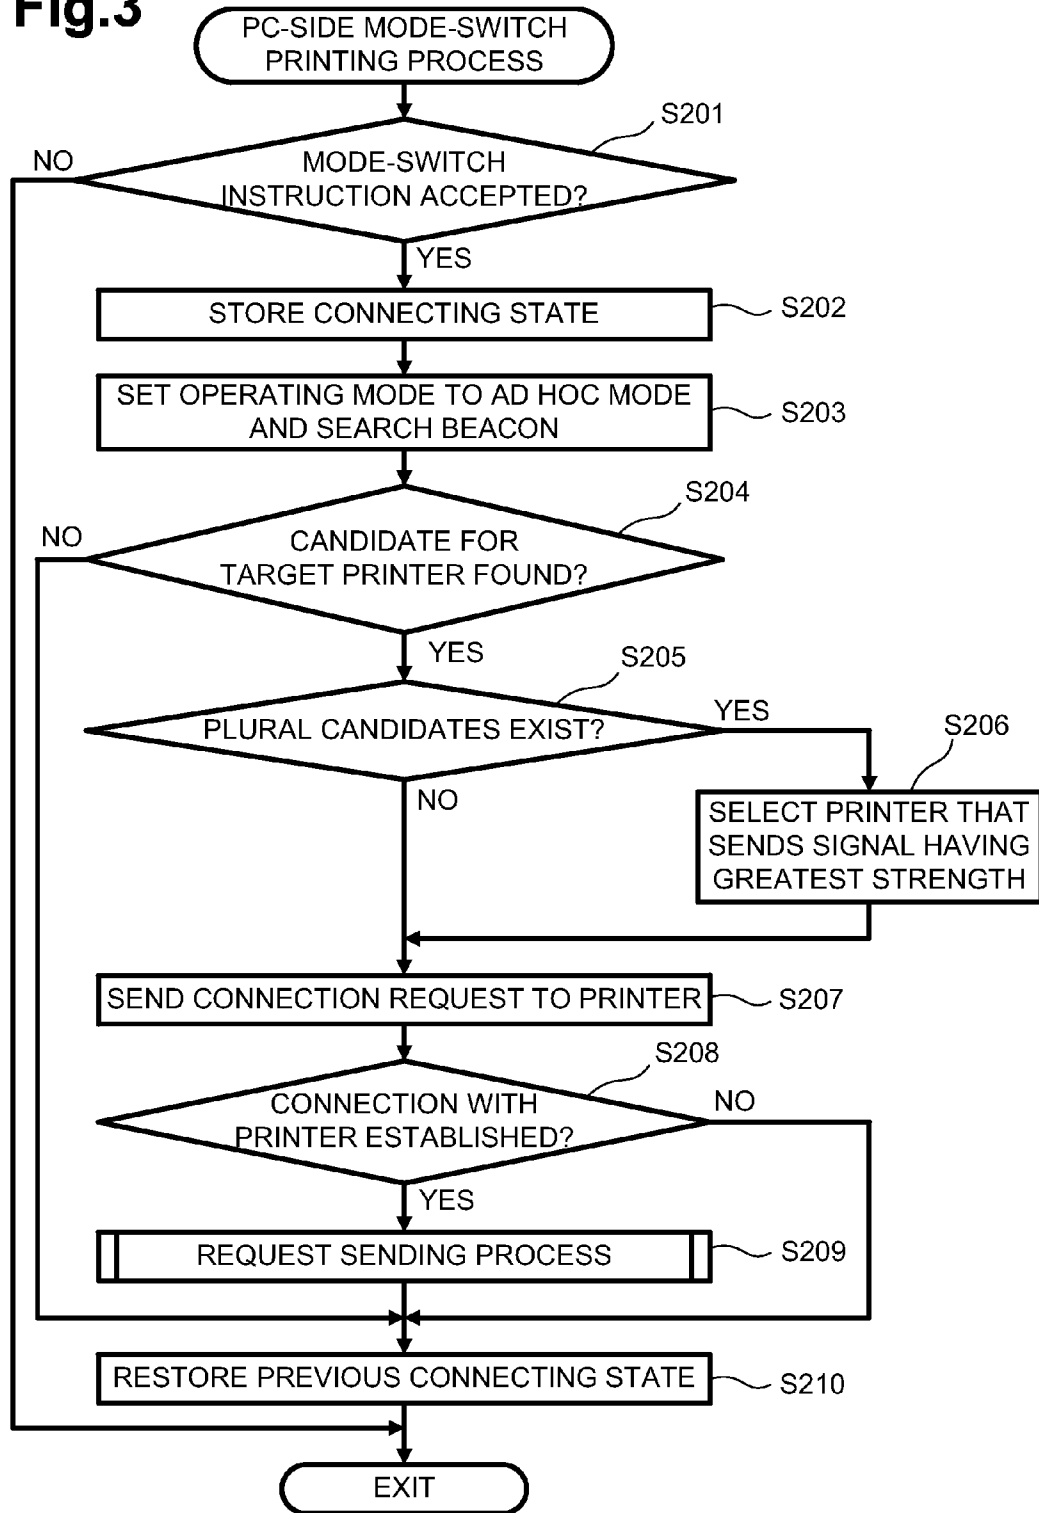 Fig.3
PC-SIDE MODE-SWITCH
PRINTING PROCESS
S201
NO
MODE-SWITCH
INSTRUCTION ACCEPTED?
YES
STORE CONNECTING STATE
S202
SET OPERATING MODE TO AD HOC MODE
AND SEARCH BEACON
S203
S204
NO
CANDIDATE FOR
TARGET PRINTER FOUND?
YES
S205
PLURAL CANDIDATES EXIST?
YES
S206
NO
SELECT PRINTER THAT
SENDS SIGNAL HAVING
GREATEST STRENGTH
SEND CONNECTION REQUEST TO PRINTER
S207
S208
CONNECTION WITH
PRINTER ESTABLISHED?
NO
YES
REQUEST SENDING PROCESS
S209
RESTORE PREVIOUS CONNECTING STATE
S210
EXIT